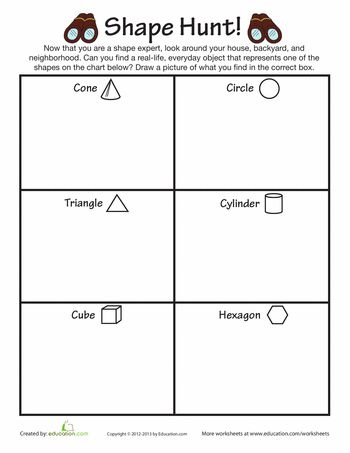 Shape Hunt!
Now that you are a shape expert, look around your house, backyard, and
neighborhood. Can you find a real-life, everyday object that represents one of the
shapes on the chart below? Draw a picture of what you find in the correct box.
Cone
Circle
Triangle
Cylinder
Cube
Hexagon
Created by: education.com
Copyright © 2012-2013 by Education.com
More worksheets at www.education.com/worksheets